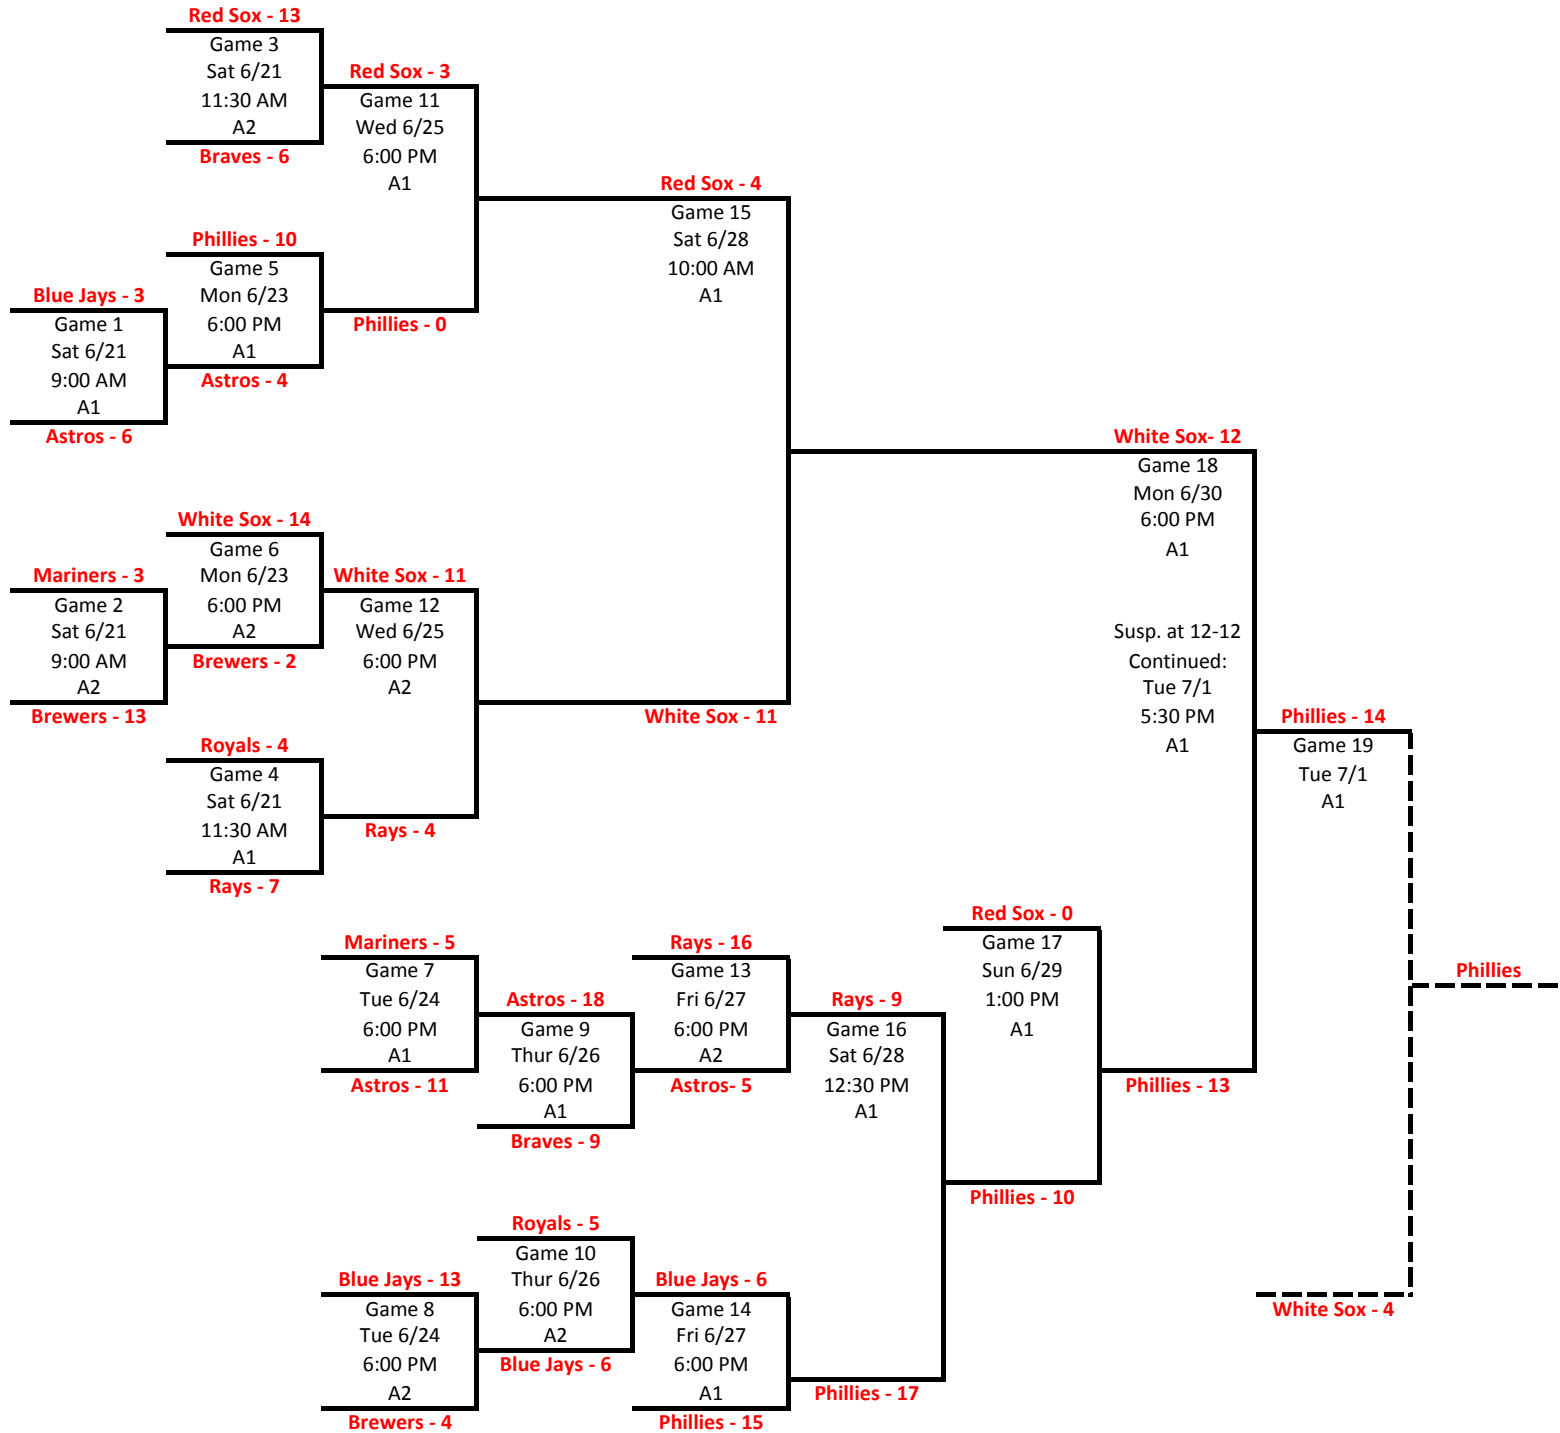 Red Sox - 13
Game 3
Sat 6/21
11:30 AM
A2
Braves - 6
Red Sox - 3
Game 11
Wed 6/25
6:00 PM
A1
Phillies - 0
Phillies - 10
Game 5
Mon 6/23
6:00 PM
A1
Astros - 4
Blue Jays - 3
Game 1
Sat 6/21
9:00 AM
A1
Astros - 6
Red Sox - 4
Game 15
Sat 6/28
10:00 AM
A1
White Sox - 11
White Sox - 14
Game 6
Mon 6/23
6:00 PM
A2
Brewers - 2
Mariners - 3
Game 2
Sat 6/21
9:00 AM
A2
Brewers - 13
White Sox - 11
Game 12
Wed 6/25
6:00 PM
A2
Rays - 4
Royals - 4
Game 4
Sat 6/21
11:30 AM
A1
Rays - 7
White Sox- 12
Game 18
Mon 6/30
6:00 PM
A1
Susp. at 12-12
Continued:
Tue 7/1
5:30 PM
A1
Phillies - 13
Phillies - 14
Game 19
Tue 7/1
A1
White Sox - 4
Phillies
Mariners - 5
Game 7
Tue 6/24
6:00 PM
A1
Astros - 11
Astros - 18
Game 9
Thur 6/26
6:00 PM
A1
Braves - 9
Rays - 16
Game 13
Fri 6/27
6:00 PM
A2
Astros- 5
Rays - 9
Game 16
Sat 6/28
12:30 PM
A1
Phillies - 17
Red Sox - 0
Game 17
Sun 6/29
1:00 PM
A1
Phillies - 10
Royals - 5
Game 10
Thur 6/26
6:00 PM
A2
Blue Jays - 6
Blue Jays - 13
Game 8
Tue 6/24
6:00 PM
A2
Brewers - 4
Blue Jays - 6
Game 14
Fri 6/27
6:00 PM
A1
Phillies - 15